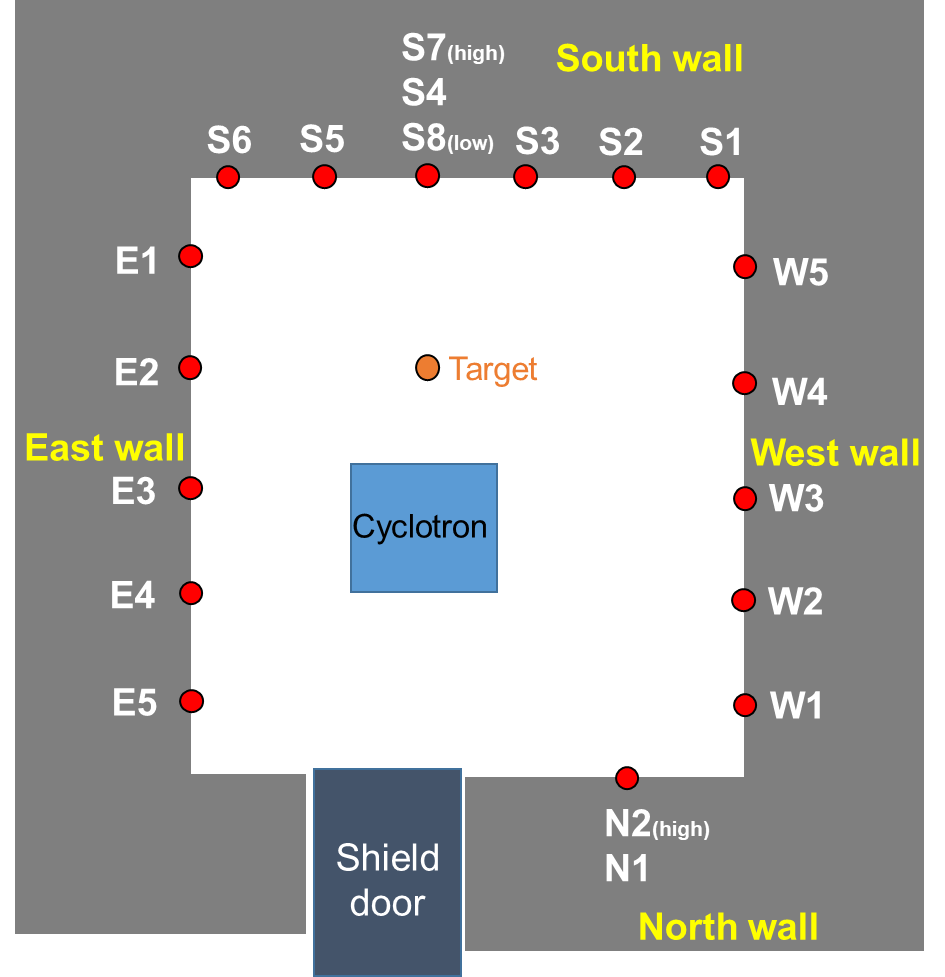 S7(high)
South wall
S4
S6
S5
S8(low)
S3
S2
S1
E1
W5
E2
Target
W4
East wall
West wall
E3
W3
Cyclotron
E4
W2
E5
W1
N2(high)
Shield
door
N1
North wall